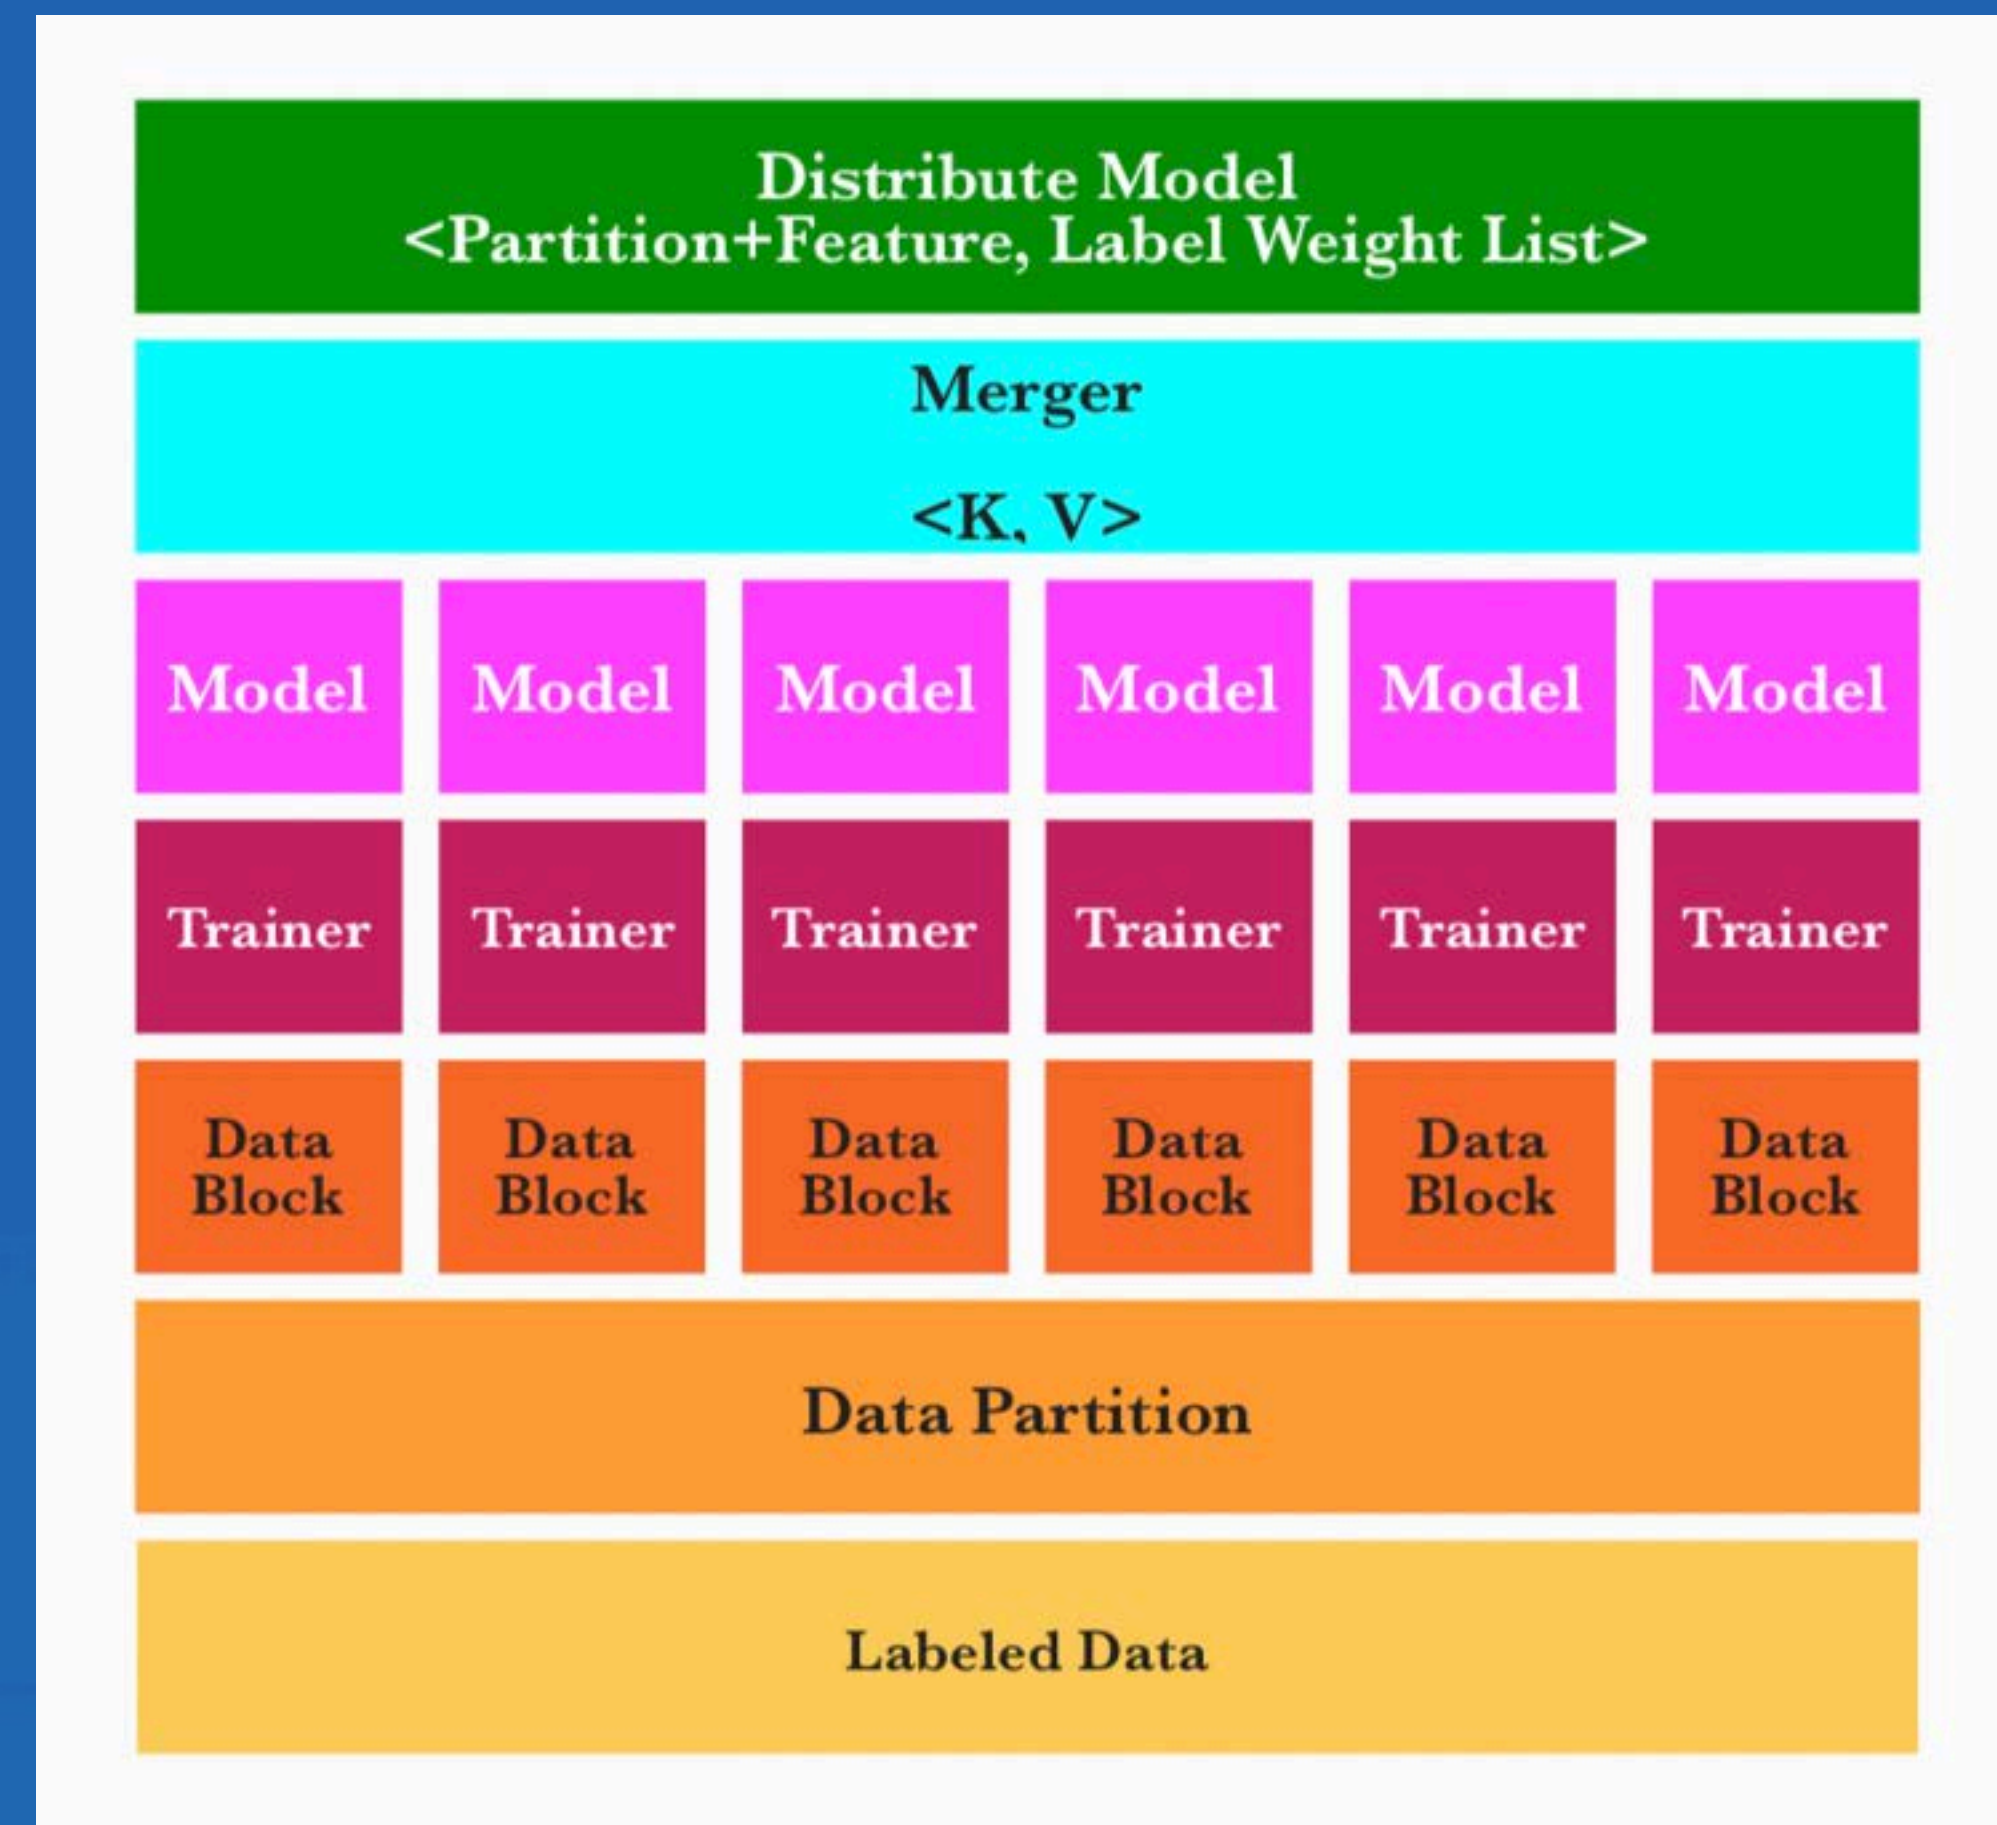 Distribute Model
<Partition+Feature, Label Weight List>
Merger
<K, V>
Model Model Model Model Model Model
Trainer Trainer Trainer Trainer Trainer Trainer
Data Data Data Data Data Data
Block Block Block Block Block Block
Data Partition
Labeled Data